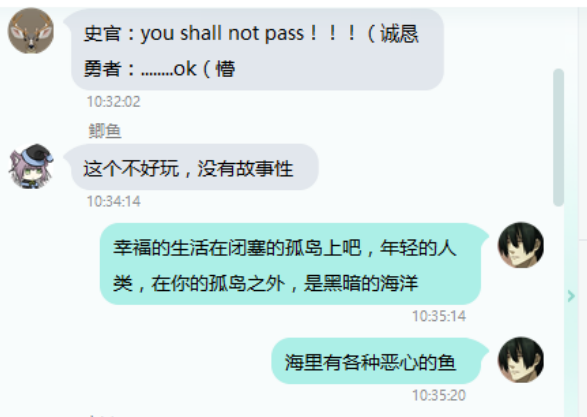 史官：you shall not pass！！！（诚恳
勇者：........ok（懵
10:32:02
鲫鱼
这个不好玩，没有故事性
10:34:14
幸福的生活在闭塞的孤岛上吧，年轻的人
类，在你的孤岛之外，是黑暗的海洋
10:35:14
海里有各种恶心的鱼
10:35:20